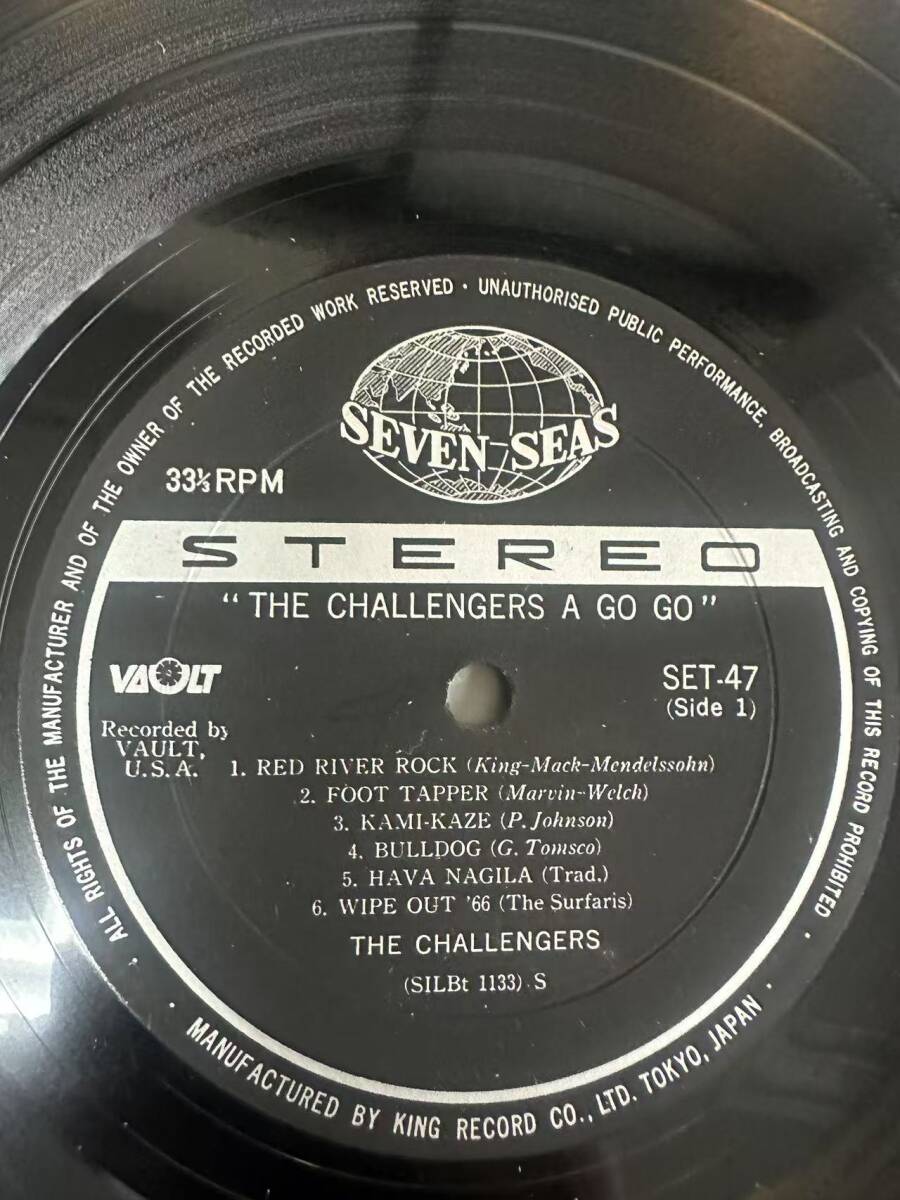 ALL RIGHTS OF THE MANUFACTURER AND OF THE OWNER OF THE RECORDED WORK RESERVED · UNAUTHORISED PUBLIC PERFORMANCE, BROADCASTING AND COPYING OF THIS RECORD PROHIBITED ·
SEVEN SEAS
33⅓ RPM
STEREO
"THE CHALLENGERS A GO GO"
VAULT
SET-47
(Side 1)
Recorded by
VAULT,
U.S.A.
1. RED RIVER ROCK (King-Mack-Mendelssohn)
2. FOOT TAPPER (Marvin-Welch)
3. KAMI-KAZE (P. Johnson)
4. BULLDOG (G. Tomsco)
5. HAVA NAGILA (Trad.)
6. WIPE OUT '66 (The Surfaris)
THE CHALLENGERS
(SILBt 1133) S
· MANUFACTURED BY KING RECORD CO., LTD. TOKYO, JAPAN ·